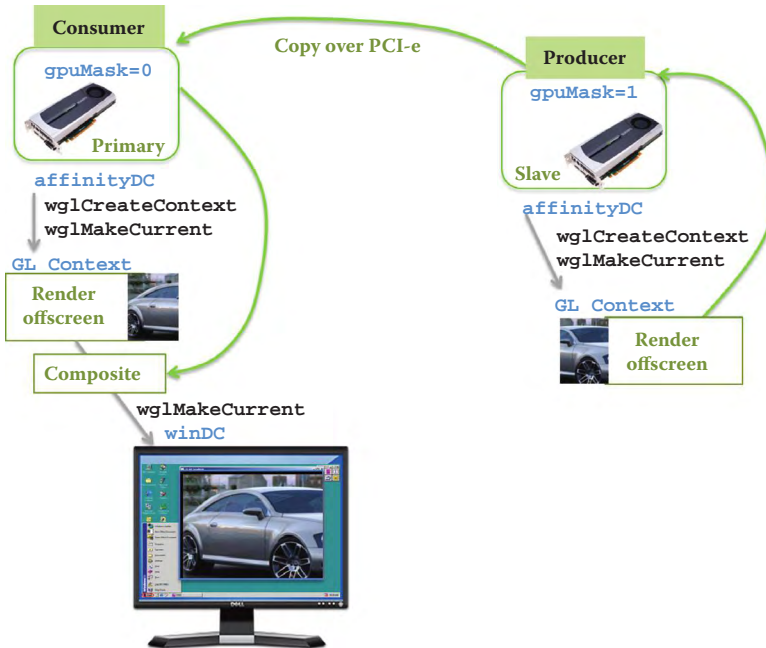 Consumer
gpuMask=0
Primary
affinityDC
wglCreateContext
wglMakeCurrent
GL Context
Render
offscreen
Composite
wglMakeCurrent
winDC
DELL
Copy over PCI-e
Producer
gpuMask=1
Slave
affinityDC
wglCreateContext
wglMakeCurrent
GL Context
Render
offscreen